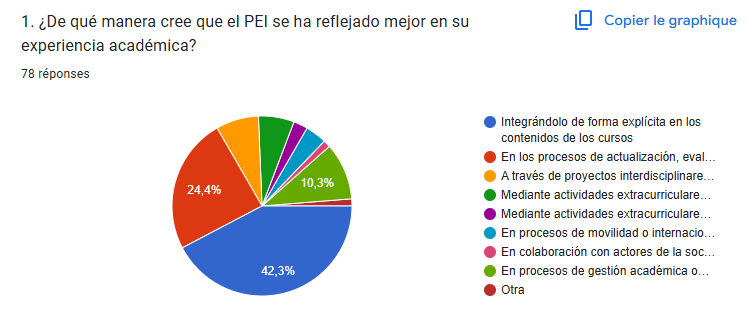 1. ¿De qué manera cree que el PEI se ha reflejado mejor en su
experiencia académica?
Copier le graphique
78 réponses
24,4%
10,3%
42,3%
Integrándolo de forma explícita en los
contenidos de los cursos
En los procesos de actualización, eval…
A través de proyectos interdisciplinare…
Mediante actividades extracurriculare…
Mediante actividades extracurriculare…
En procesos de movilidad o internacio…
En colaboración con actores de la soc…
En procesos de gestión académica o…
Otra